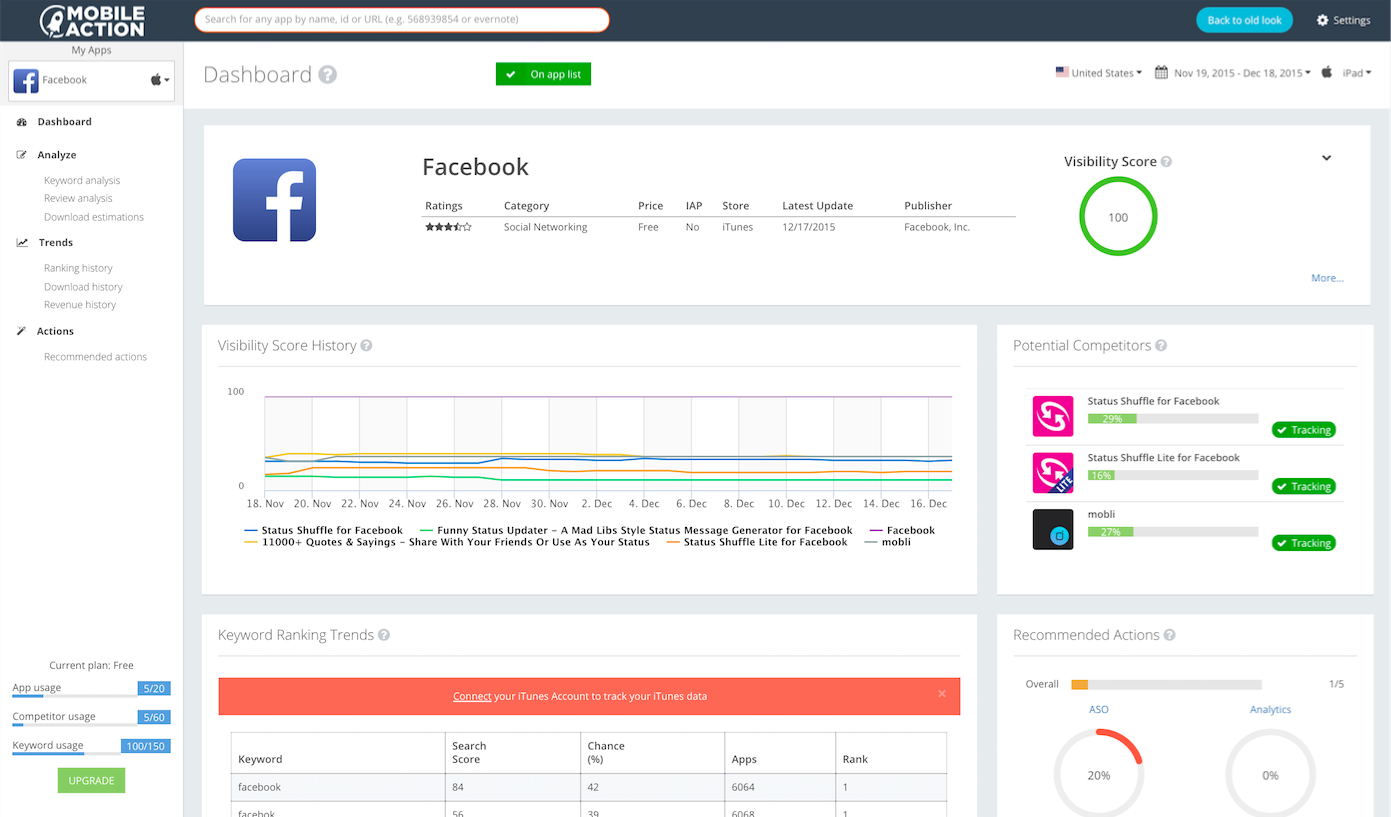 MOBILE ACTION
Search for any app by name, id or URL (e.g. 568939854 or evernote)
Back to old look
Settings
My Apps
Facebook
Dashboard
Analyze
Keyword analysis
Review analysis
Download estimations
Trends
Ranking history
Download history
Revenue history
Actions
Recommended actions
Current plan: Free
App usage 5/20
Competitor usage 5/60
Keyword usage 100/150
UPGRADE
Dashboard ?
On app list
United States
Nov 19, 2015 - Dec 18, 2015
iPad
Facebook
Ratings Category Price IAP Store Latest Update Publisher
Social Networking Free No iTunes 12/17/2015 Facebook, Inc.
Visibility Score ?
100
More...
Visibility Score History ?
100
0
18. Nov 20. Nov 22. Nov 24. Nov 26. Nov 28. Nov 30. Nov 2. Dec 4. Dec 6. Dec 8. Dec 10. Dec 12. Dec 14. Dec 16. Dec
Status Shuffle for Facebook Funny Status Updater - A Mad Libs Style Status Message Generator for Facebook Facebook
11000+ Quotes & Sayings - Share With Your Friends Or Use As Your Status Status Shuffle Lite for Facebook mobli
Potential Competitors ?
Status Shuffle for Facebook
29%
Tracking
LITE
Status Shuffle Lite for Facebook
16%
Tracking
mobli
27%
Tracking
Keyword Ranking Trends ?
Connect your iTunes Account to track your iTunes data ×
Keyword Search Score Chance (%) Apps Rank
facebook 84 42 6064 1
facebok 56 39 6068 1
Recommended Actions ?
Overall 1/5
ASO Analytics
20% 0%